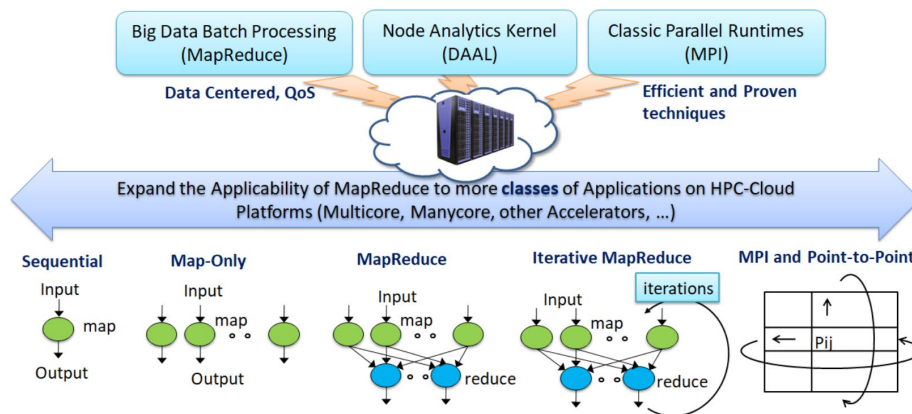 Big Data Batch Processing
(MapReduce)
Node Analytics Kernel
(DAAL)
Classic Parallel Runtimes
(MPI)
Data Centered, QoS
Efficient and Proven
techniques
Expand the Applicability of MapReduce to more classes of Applications on HPC-Cloud
Platforms (Multicore, Manycore, other Accelerators, ...)
Sequential
Input
map
Output
Map-Only
Input
map
Output
MapReduce
Input
map
reduce
Iterative MapReduce
iterations
Input
map
reduce
MPI and Point-to-Point
Pij